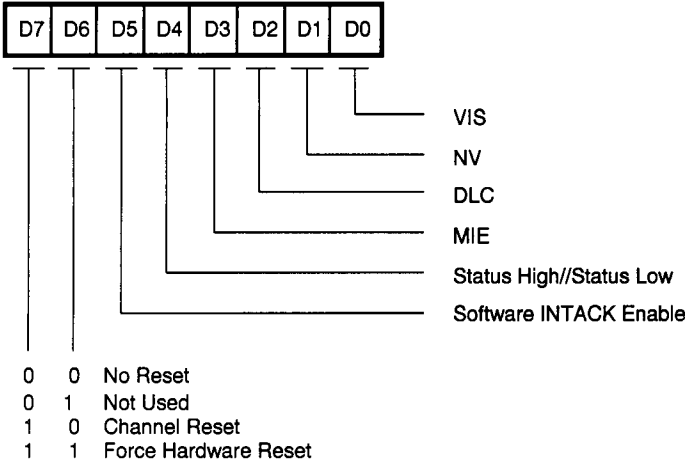 D7 D6 D5 D4 D3 D2 D1 D0
VIS
NV
DLC
MIE
Status High//Status Low
Software INTACK Enable
0 0 No Reset
0 1 Not Used
1 0 Channel Reset
1 1 Force Hardware Reset